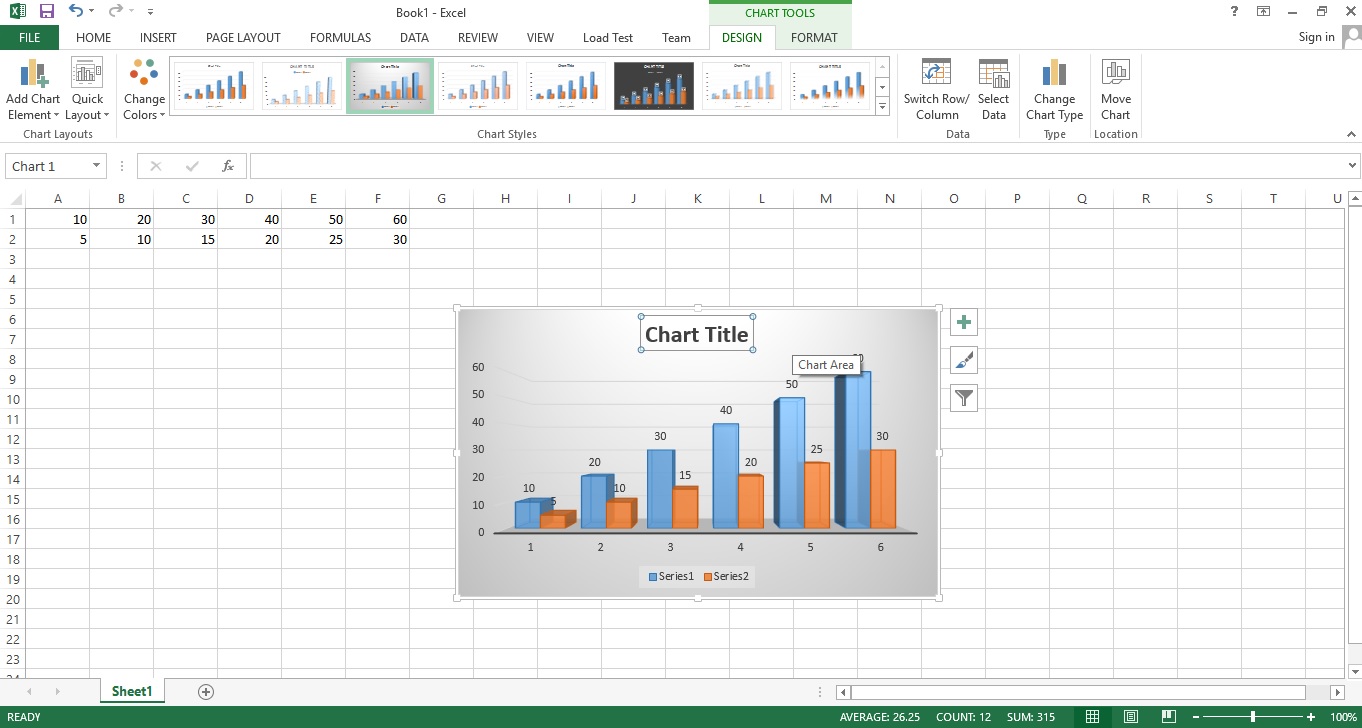 Book1 - Excel
CHART TOOLS
?
FILE HOME INSERT PAGE LAYOUT FORMULAS DATA REVIEW VIEW Load Test Team DESIGN FORMAT
Sign in
Add Chart Element
Quick Layout
Change Colors
Switch Row/ Column
Select Data
Change Chart Type
Move Chart
Chart Layouts Chart Styles Data Type Location
Chart 1 fx
A B C D E F G H I J K L M N O P Q R S T U
1 10 20 30 40 50 60
2 5 10 15 20 25 30
3
4
5
6
7
8
9
10
11
12
13
14
15
16
17
18
19
20
21
22
23
Chart Title
Chart Area
60
50
40
30
20
10
0
10 5 20 10 30 15 40 20 50 25 30
1 2 3 4 5 6
Series1 Series2
Sheet1
READY AVERAGE: 26.25 COUNT: 12 SUM: 315 100%